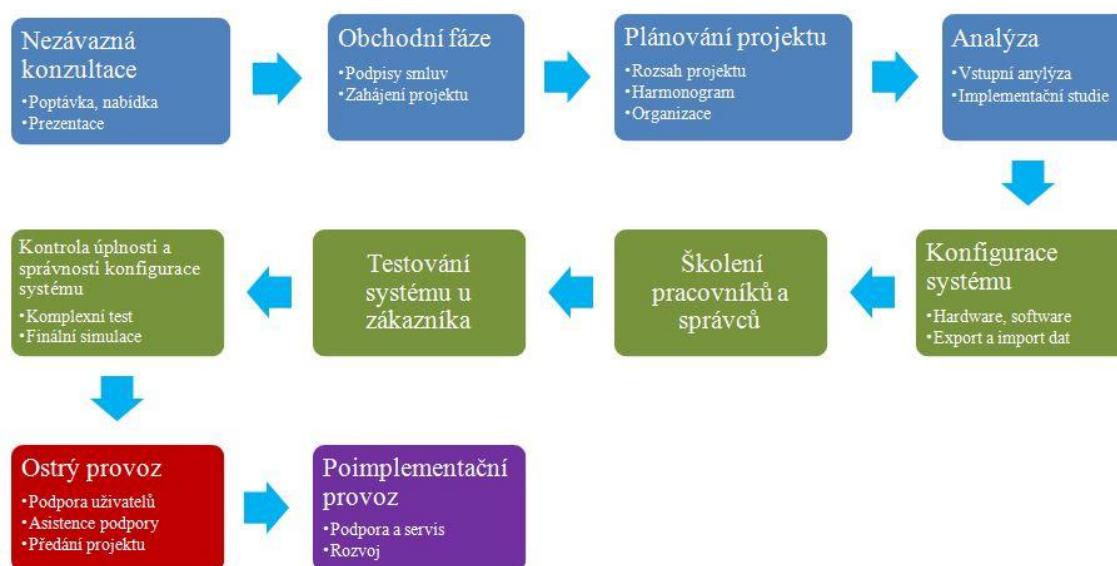 Nezávazná
konzultace
•Poptávka, nabídka
•Prezentace
Obchodní fáze
•Podpisy smluv
•Zahájení projektu
Plánování projektu
•Rozsah projektu
•Harmonogram
•Organizace
Analýza
•Vstupní anylýza
•Implementační studie
Konfigurace
systému
•Hardware, software
•Export a import dat
Školení
pracovníků a
správců
Testování
systému u
zákazníka
Kontrola úplnosti a
správnosti konfigurace
systému
•Komplexní test
•Finální simulace
Ostrý provoz
•Podpora uživatelů
•Asistence podpory
•Předání projektu
Poimplementační
provoz
•Podpora a servis
•Rozvoj